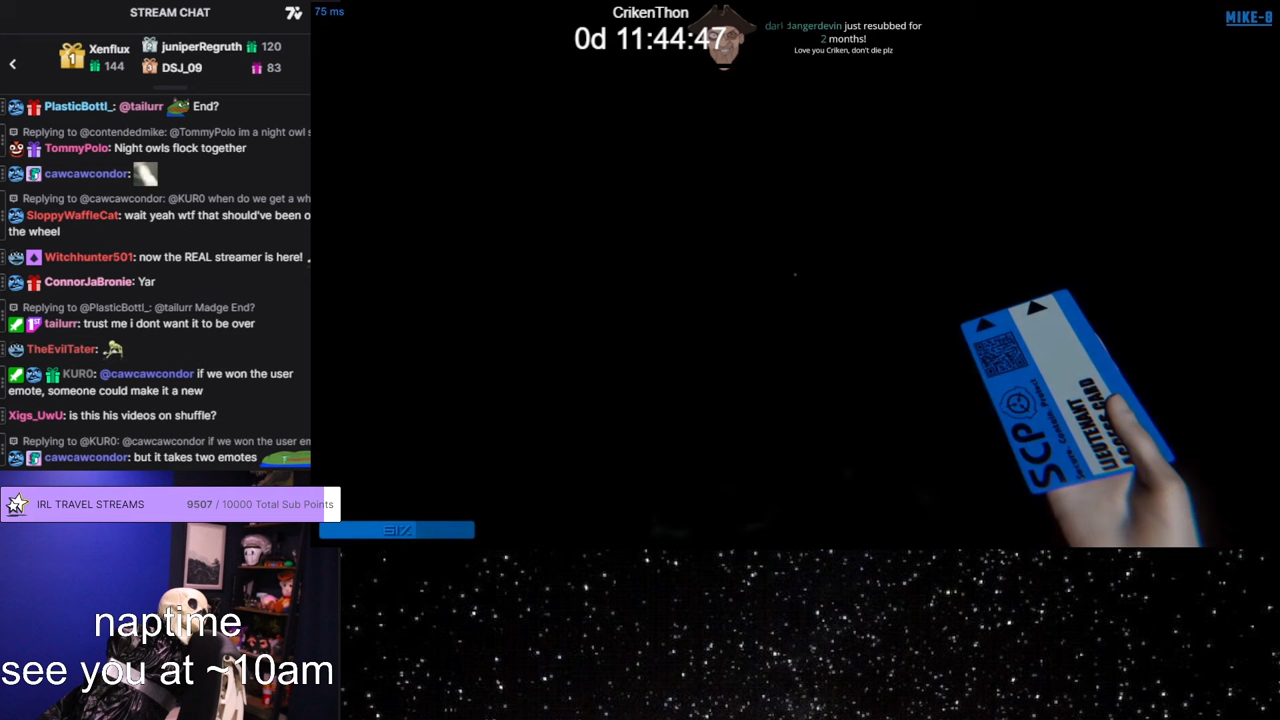 STREAM CHAT
Xenflux
144
1
juniperRegruth 120
DSJ_09 83
PlasticBottl_: @tailurr End?
Replying to @contendedmike: @TommyPolo im a night owl s
TommyPolo: Night owls flock together
cawcawcondor:
Replying to @cawcawcondor: @KUR0 when do we get a wh
SloppyWaffleCat: wait yeah wtf that should've been o
the wheel
Witchhunter501: now the REAL streamer is here!
ConnorJaBronie: Yar
Replying to @PlasticBottl_: @tailurr Madge End?
tailurr: trust me i dont want it to be over
TheEvilTater:
KUR0: @cawcawcondor if we won the user
emote, someone could make it a new
Xigs_UwU: is this his videos on shuffle?
Replying to @KUR0: @cawcawcondor if we won the user em
cawcawcondor: but it takes two emotes
IRL TRAVEL STREAMS 9507 / 10000 Total Sub Points
naptime
see you at ~10am
75 ms
CrikenThon
0d 11:44:47
dangerdevin just resubbed for
2 months!
Love you Criken, don't die plz
MIKE-8
SCP
Secure. Contain. Protect
LIEUTENANT
ACCESS CARD